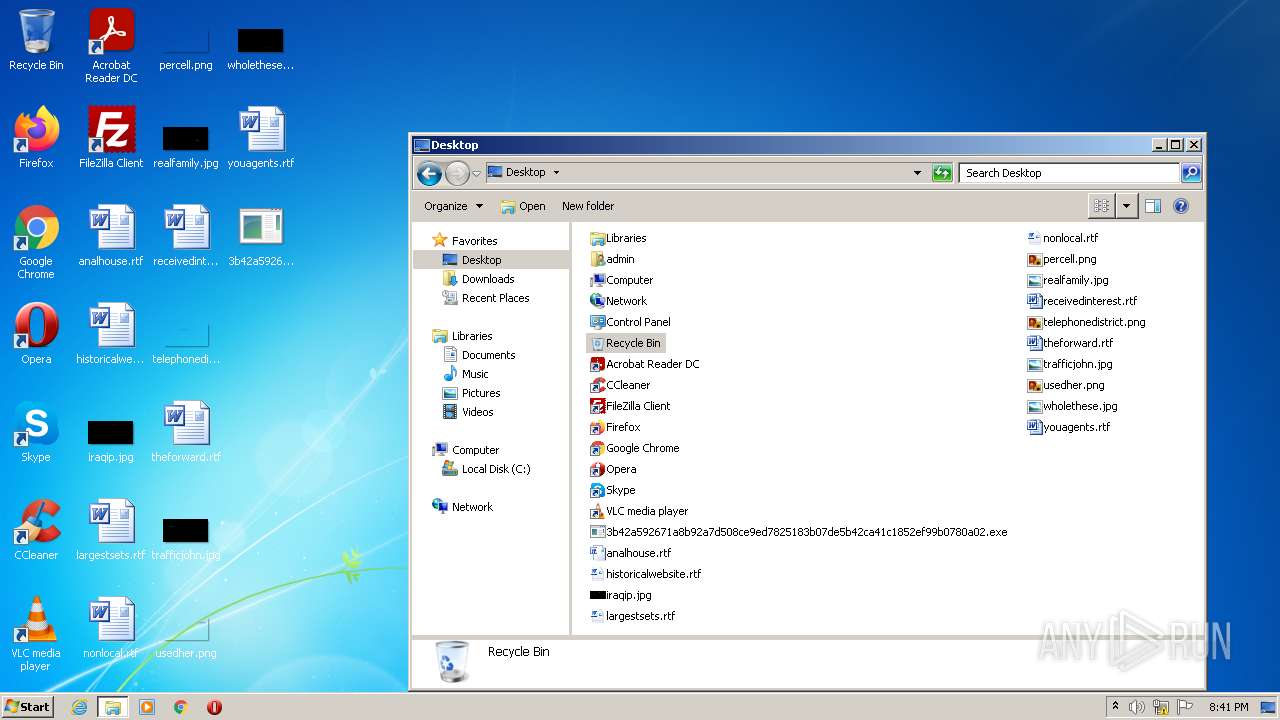 Recycle Bin
Acrobat
Reader DC
percell.png
wholethese...
Firefox
FileZilla Client
realfamily.jpg
youagents.rtf
Google
Chrome
analhouse.rtf
receivedint...
3b42a5926...
Opera
historicalwe...
telephonedi...
Skype
iraqip.jpg
theforward.rtf
CCleaner
largestsets.rtf
trafficjohn.jpg
VLC media
player
nonlocal.rtf
usedher.png
Desktop
Desktop
Search Desktop
Organize
Open
New folder
Favorites
Desktop
Downloads
Recent Places
Libraries
Documents
Music
Pictures
Videos
Computer
Local Disk (C:)
Network
Libraries
admin
Computer
Network
Control Panel
Recycle Bin
Acrobat Reader DC
CCleaner
FileZilla Client
Firefox
Google Chrome
Opera
Skype
VLC media player
3b42a592671a8b92a7d508ce9ed7825183b07de5b42ca41c1852ef99b0780a02.exe
analhouse.rtf
historicalwebsite.rtf
iraqip.jpg
largestsets.rtf
nonlocal.rtf
percell.png
realfamily.jpg
receivedinterest.rtf
telephonedistrict.png
theforward.rtf
trafficjohn.jpg
usedher.png
wholethese.jpg
youagents.rtf
Recycle Bin
ANY RUN
Start
8:41 PM